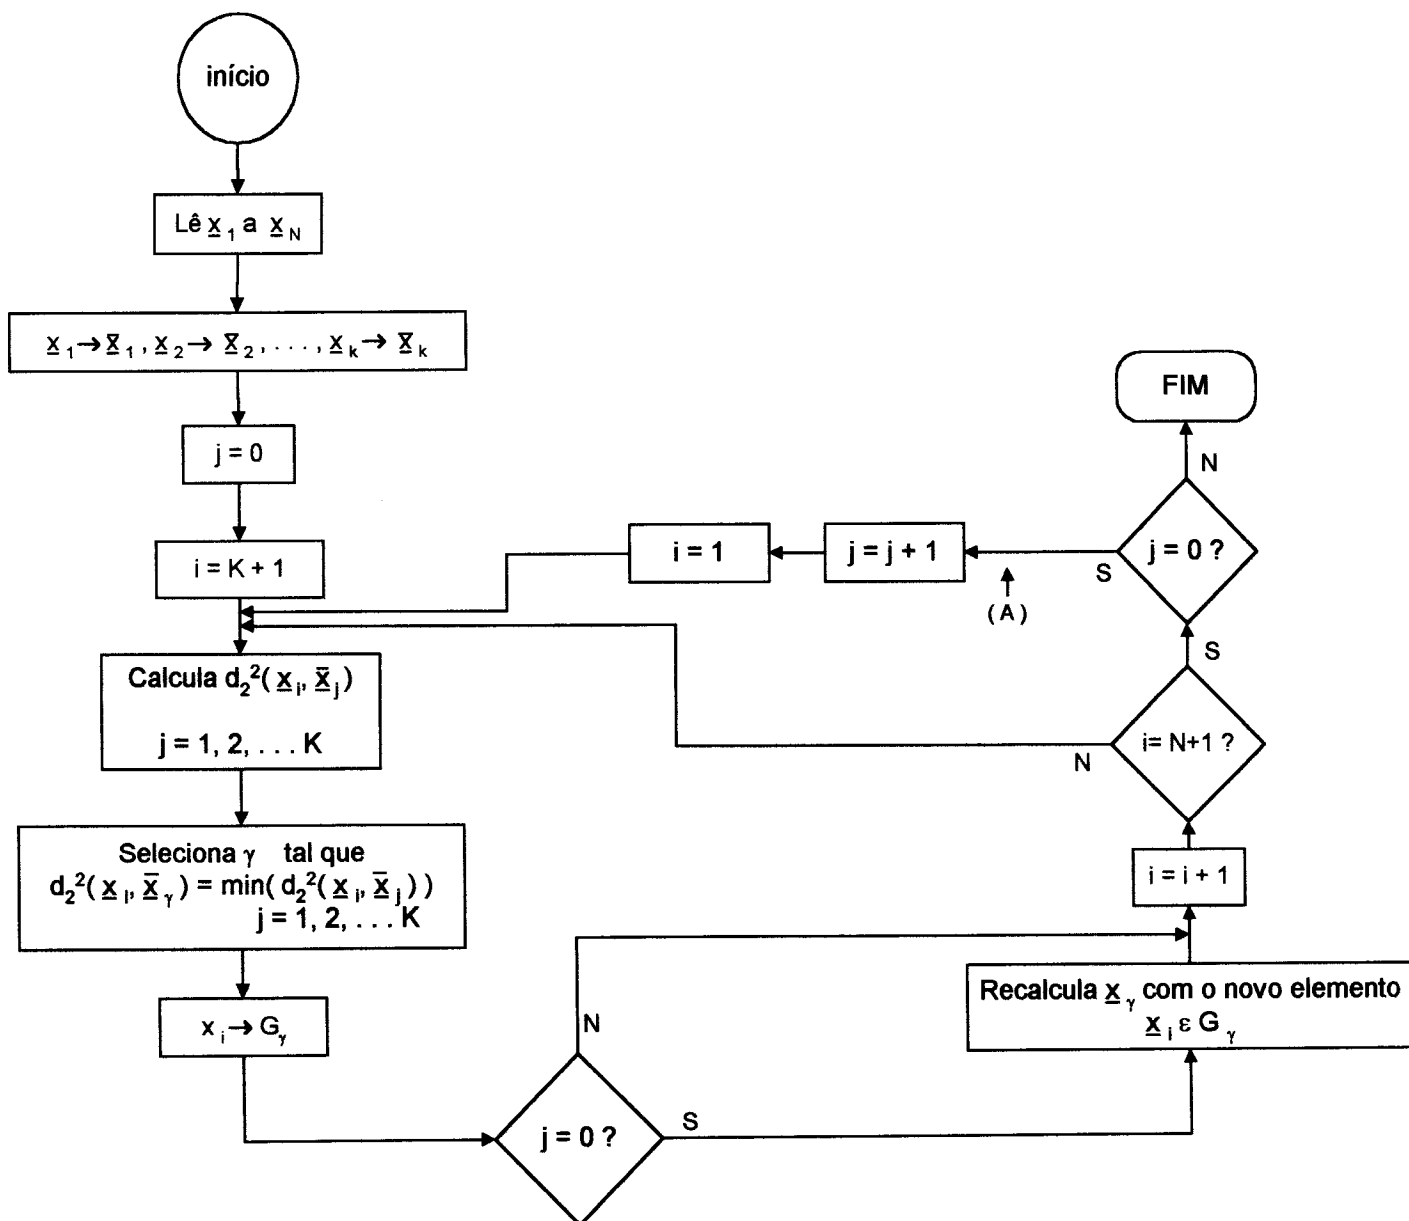 início
Lê x̲ 1 a x̲ N
x̲ 1 → x̲̄ 1 , x̲ 2 → x̲̄ 2 , . . . , x̲ k → x̲̄ k
j = 0
i = K + 1
Calcula d₂²( x̲ i, x̲̄ j )
j = 1, 2, . . . K
Seleciona γ tal que
d₂²( x̲ i, x̲̄ γ ) = min( d₂²( x̲ i, x̲̄ j ) )
j = 1, 2, . . . K
x i → G γ
j = 0 ?
N
S
Recalcula x̲ γ com o novo elemento
x̲ i ε G γ
i = i + 1
i= N+1 ?
N
S
j = 0 ?
S
N
( A )
j = j + 1
i = 1
FIM